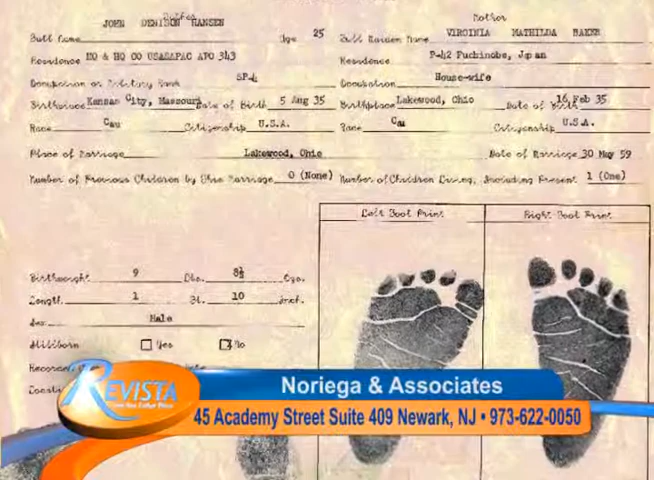 Father
Mother
JOHN DENISON HANSEN
VIRGINIA MATHILDA BAKER
Full Name
Age 25
Full Maiden Name
Residence HQ & HQ CO USASAPAC APO 343
Residence P-42 Fuchinobe, Japan
Occupation or Military Rank SP-4
Occupation House-wife
Birthplace Kansas City, Missouri Date of Birth 5 Aug 35
Birthplace Lakewood, Ohio Date of Birth 16 Feb 35
Race Cau Citizenship U.S.A.
Race Cau Citizenship U.S.A.
Place of Marriage Lakewood, Ohio Date of Marriage 30 May 59
Number of Previous Children by This Marriage 0 (None) Number of Children Living, Including Present 1 (One)
Left Foot Print
Right Foot Print
Birthweight 9 Lbs. 8½ Ozs.
Length 1 Ft. 10 Inch.
Sex Male
Stillborn Yes No
REVISTA
Noriega & Associates
45 Academy Street Suite 409 Newark, NJ • 973-622-0050